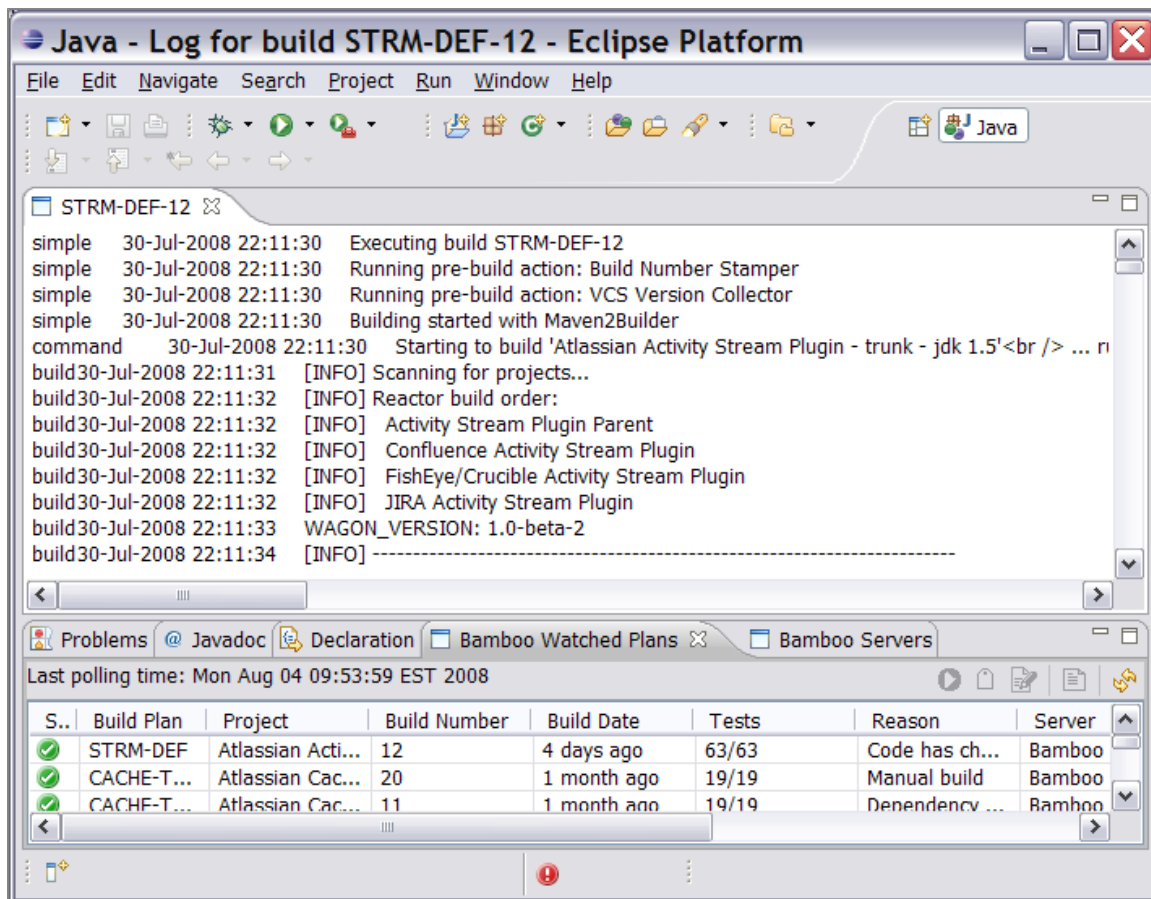 Java - Log for build STRM-DEF-12 - Eclipse Platform
File Edit Navigate Search Project Run Window Help
Java
STRM-DEF-12
simple 30-Jul-2008 22:11:30 Executing build STRM-DEF-12
simple 30-Jul-2008 22:11:30 Running pre-build action: Build Number Stamper
simple 30-Jul-2008 22:11:30 Running pre-build action: VCS Version Collector
simple 30-Jul-2008 22:11:30 Building started with Maven2Builder
command 30-Jul-2008 22:11:30 Starting to build 'Atlassian Activity Stream Plugin - trunk - jdk 1.5'<br /> ...
build30-Jul-2008 22:11:31 [INFO] Scanning for projects...
build30-Jul-2008 22:11:32 [INFO] Reactor build order:
build30-Jul-2008 22:11:32 [INFO] Activity Stream Plugin Parent
build30-Jul-2008 22:11:32 [INFO] Confluence Activity Stream Plugin
build30-Jul-2008 22:11:32 [INFO] FishEye/Crucible Activity Stream Plugin
build30-Jul-2008 22:11:32 [INFO] JIRA Activity Stream Plugin
build30-Jul-2008 22:11:33 WAGON_VERSION: 1.0-beta-2
build30-Jul-2008 22:11:34 [INFO] ------------------------------------------------------------------------
Problems @ Javadoc Declaration Bamboo Watched Plans Bamboo Servers
Last polling time: Mon Aug 04 09:53:59 EST 2008
S.. Build Plan Project Build Number Build Date Tests Reason Server
STRM-DEF Atlassian Acti... 12 4 days ago 63/63 Code has ch... Bamboo
CACHE-T... Atlassian Cac... 20 1 month ago 19/19 Manual build Bamboo
CACHE-T... Atlassian Cac... 11 1 month ago 19/19 Dependency ... Bamboo